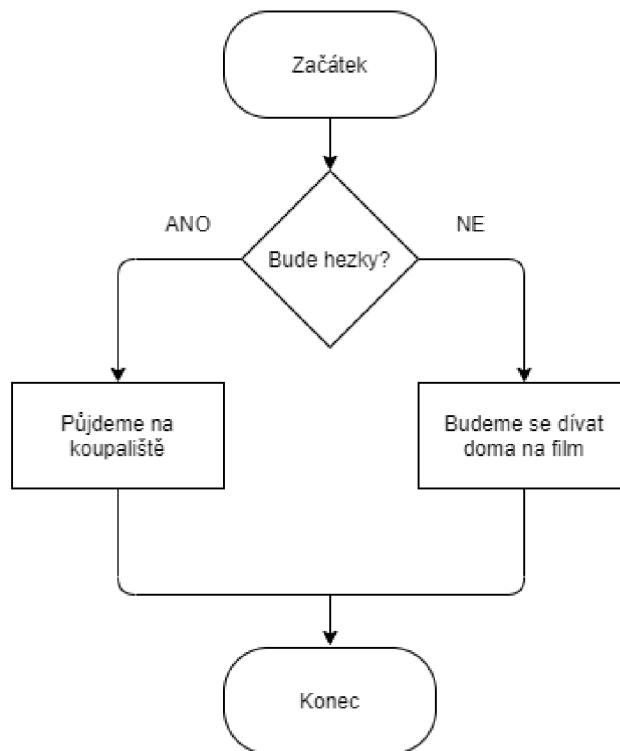 Začátek
ANO
NE
Bude hezky?
Půjdeme na
koupaliště
Budeme se dívat
doma na film
Konec